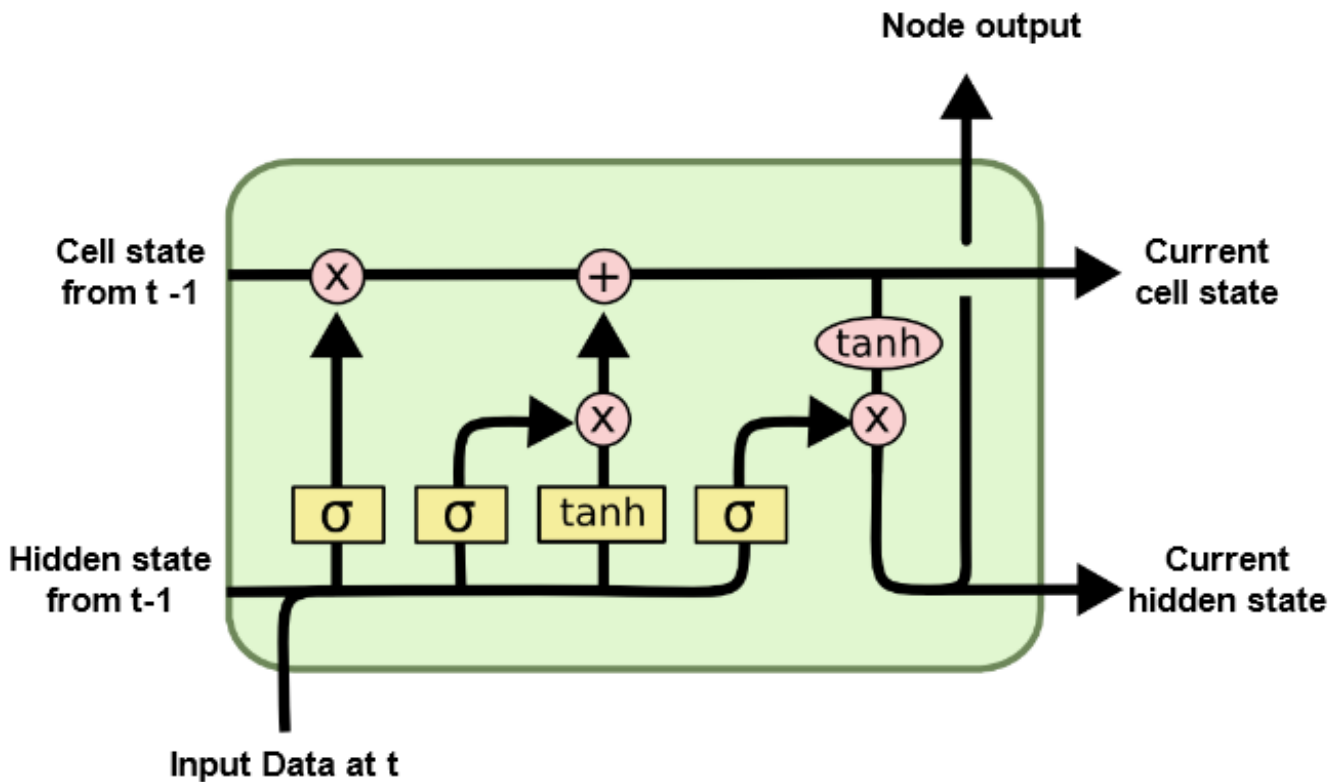 Node output
Cell state
from t -1
x
+
Current
cell state
tanh
x
x
σ
σ
tanh
σ
Hidden state
from t-1
Current
hidden state
Input Data at t